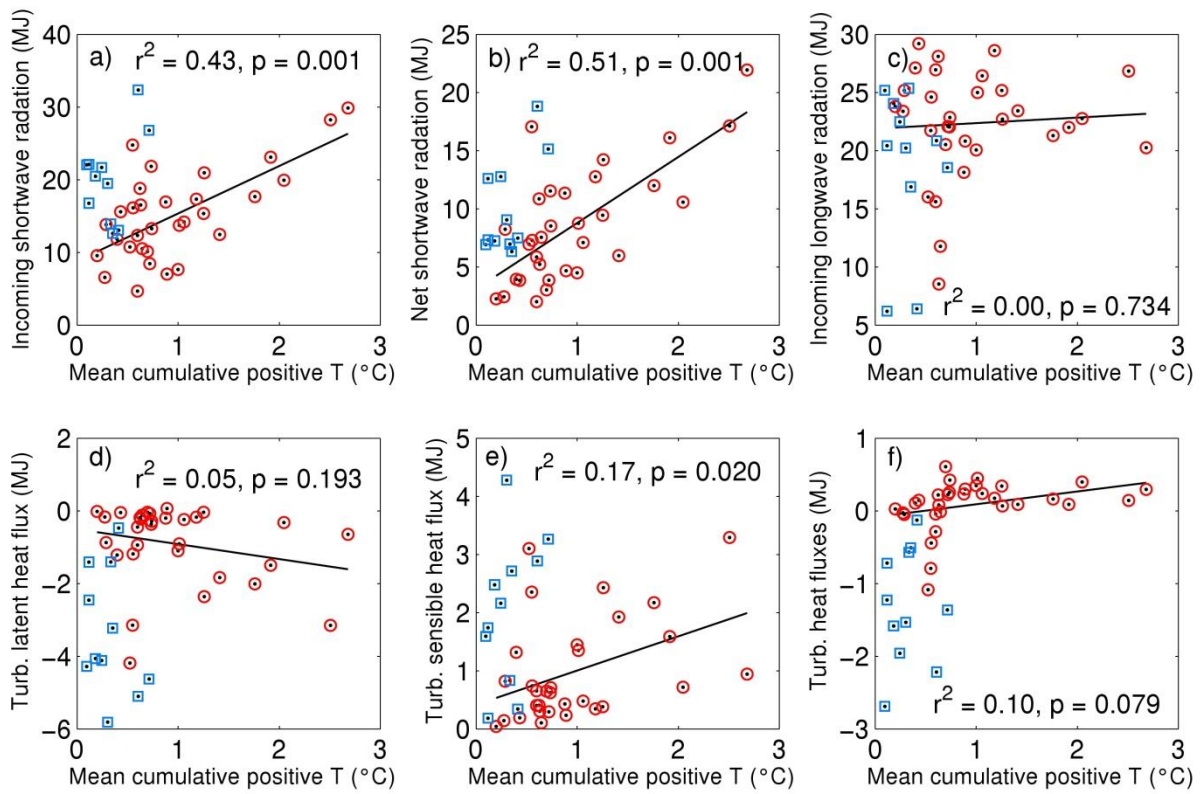 Incoming shortwave radation (MJ)
40
30
20
10
0
a)
r² = 0.43, p = 0.001
0 1 2 3
Mean cumulative positive T (°C)
Net shortwave radation (MJ)
25
20
15
10
5
0
b)
r² = 0.51, p = 0.001
0 1 2 3
Mean cumulative positive T (°C)
Incoming longwave radation (MJ)
30
25
20
15
10
5
c)
r² = 0.00, p = 0.734
0 1 2 3
Mean cumulative positive T (°C)
Turb. latent heat flux (MJ)
2
0
−2
−4
−6
d)
r² = 0.05, p = 0.193
0 1 2 3
Mean cumulative positive T (°C)
Turb. sensible heat flux (MJ)
5
4
3
2
1
0
e)
r² = 0.17, p = 0.020
0 1 2 3
Mean cumulative positive T (°C)
Turb. heat fluxes (MJ)
1
0
−1
−2
−3
f)
r² = 0.10, p = 0.079
0 1 2 3
Mean cumulative positive T (°C)